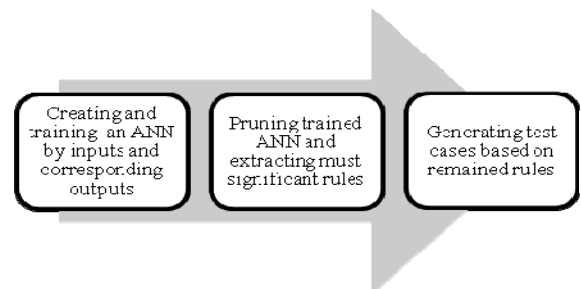 Creating and
training an ANN
by inputs and
corresponding
outputs
Pruning trained
ANN and
extracting must
significant rules
Generating test
cases based on
remained rules